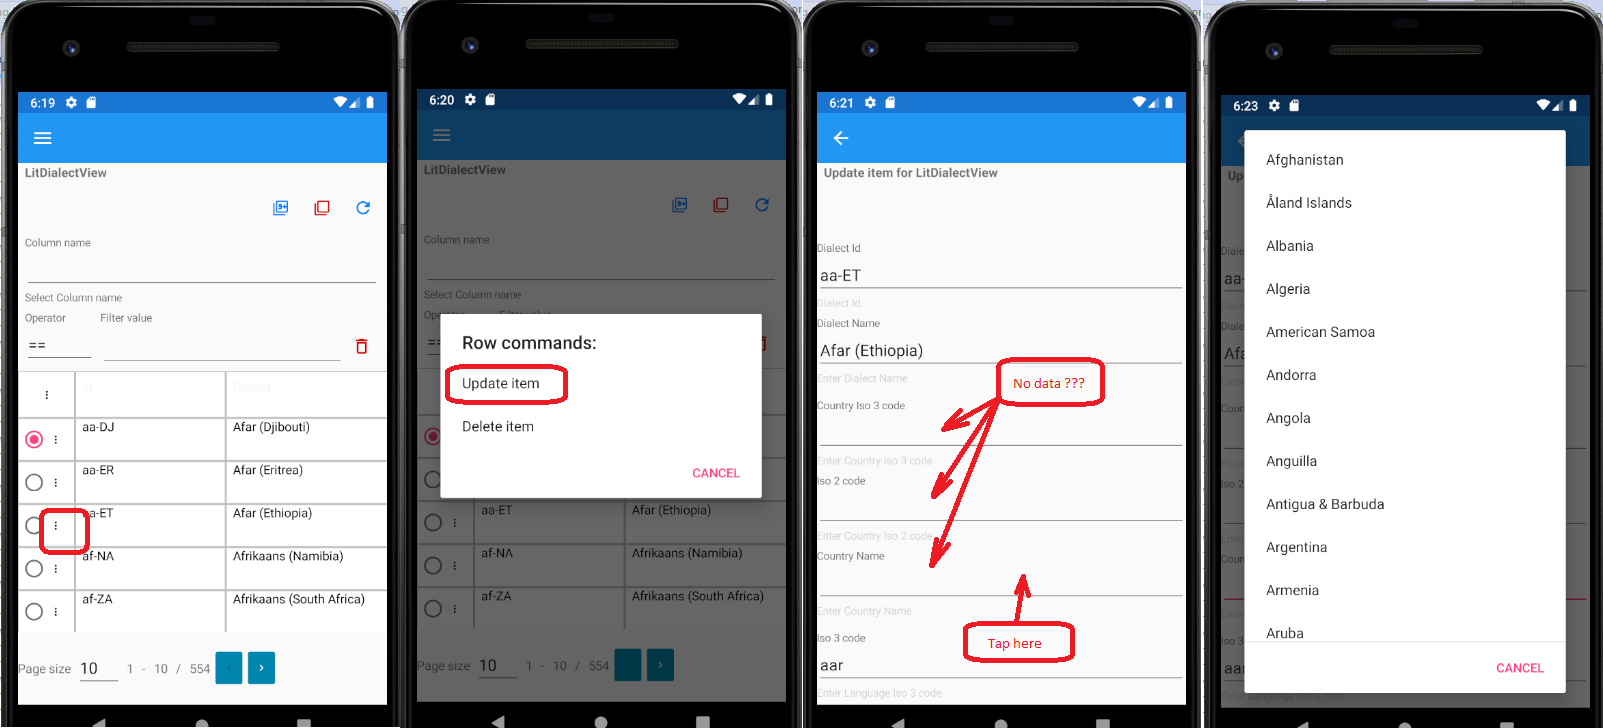 6:19
LitDialectView
Column name
Select Column name
Operator Filter value
==
Id Dialect
aa-DJ Afar (Djibouti)
aa-ER Afar (Eritrea)
aa-ET Afar (Ethiopia)
af-NA Afrikaans (Namibia)
af-ZA Afrikaans (South Africa)
Page size 10 1 - 10 / 554
6:20
LitDialectView
Column name
Select Column name
Row commands:
Update item
Delete item
CANCEL
aa-ET Afar (Ethiopia)
af-NA Afrikaans (Namibia)
af-ZA Afrikaans (South Africa)
Page size 10 1 - 10 / 554
6:21
Update item for LitDialectView
Dialect Id
aa-ET
Dialect Id
Dialect Name
Afar (Ethiopia)
Enter Dialect Name
No data ???
Country Iso 3 code
Enter Country Iso 3 code
Iso 2 code
Enter Country Iso 2 code
Country Name
Enter Country Name
Tap here
Iso 3 code
aar
Enter Language Iso 3 code
6:23
Afghanistan
Åland Islands
Albania
Algeria
American Samoa
Andorra
Angola
Anguilla
Antigua & Barbuda
Argentina
Armenia
Aruba
CANCEL